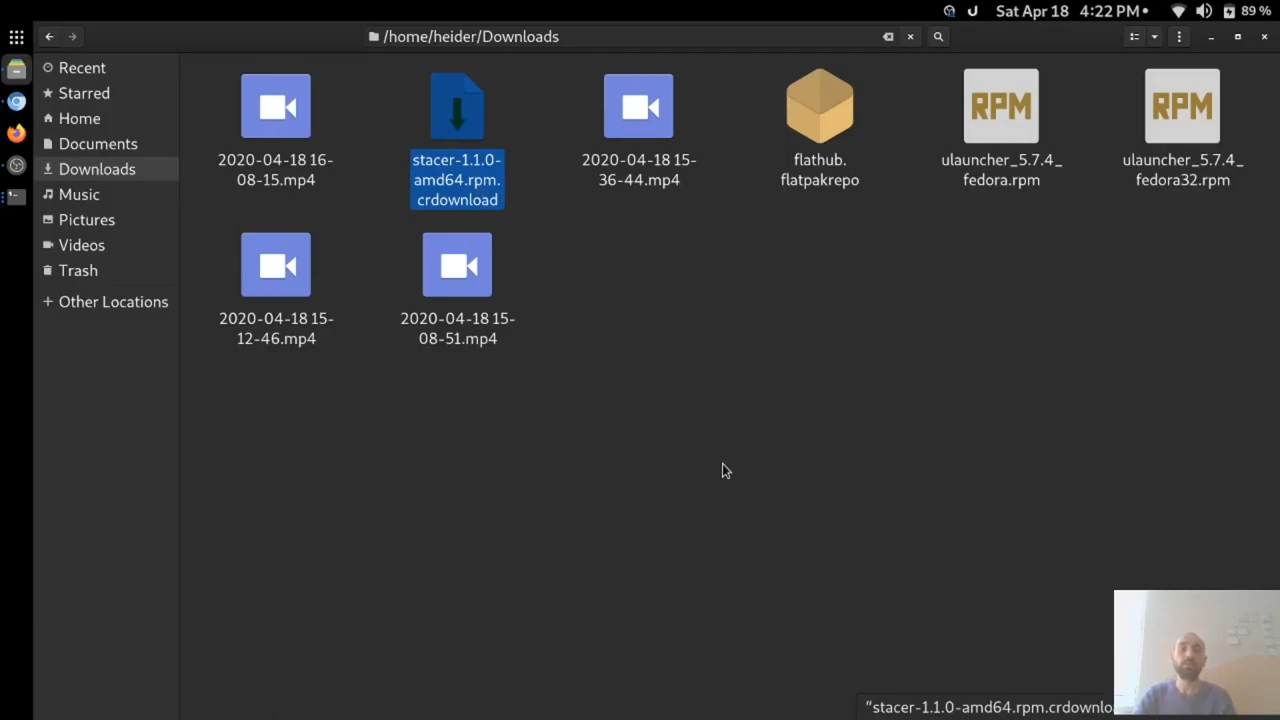 Sat Apr 18 4:22 PM
89 %
/home/heider/Downloads
Recent
Starred
Home
Documents
Downloads
Music
Pictures
Videos
Trash
Other Locations
2020-04-18 16-
08-15.mp4
stacer-1.1.0-
amd64.rpm.
crdownload
2020-04-18 15-
36-44.mp4
flathub.
flatpakrepo
RPM
ulauncher_5.7.4_
fedora.rpm
RPM
ulauncher_5.7.4_
fedora32.rpm
2020-04-18 15-
12-46.mp4
2020-04-18 15-
08-51.mp4
"stacer-1.1.0-amd64.rpm.crdownlo